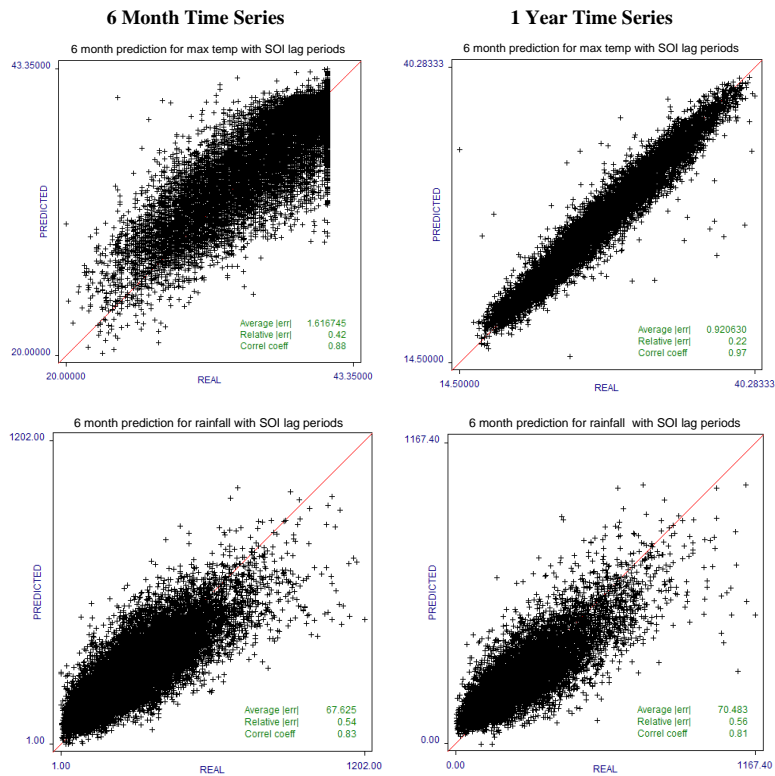 6 Month Time Series
1 Year Time Series
6 month prediction for max temp with SOI lag periods
43.35000
PREDICTED
Average |err| 1.616745
Relative |err| 0.42
Correl coeff 0.88
20.00000
20.00000
REAL
43.35000
6 month prediction for max temp with SOI lag periods
40.28333
PREDICTED
Average |err| 0.920630
Relative |err| 0.22
Correl coeff 0.97
14.50000
14.50000
REAL
40.28333
6 month prediction for rainfall with SOI lag periods
1202.00
PREDICTED
Average |err| 67.625
Relative |err| 0.54
Correl coeff 0.83
1.00
1.00
REAL
1202.00
6 month prediction for rainfall with SOI lag periods
1167.40
PREDICTED
Average |err| 70.483
Relative |err| 0.56
Correl coeff 0.81
0.00
0.00
REAL
1167.40